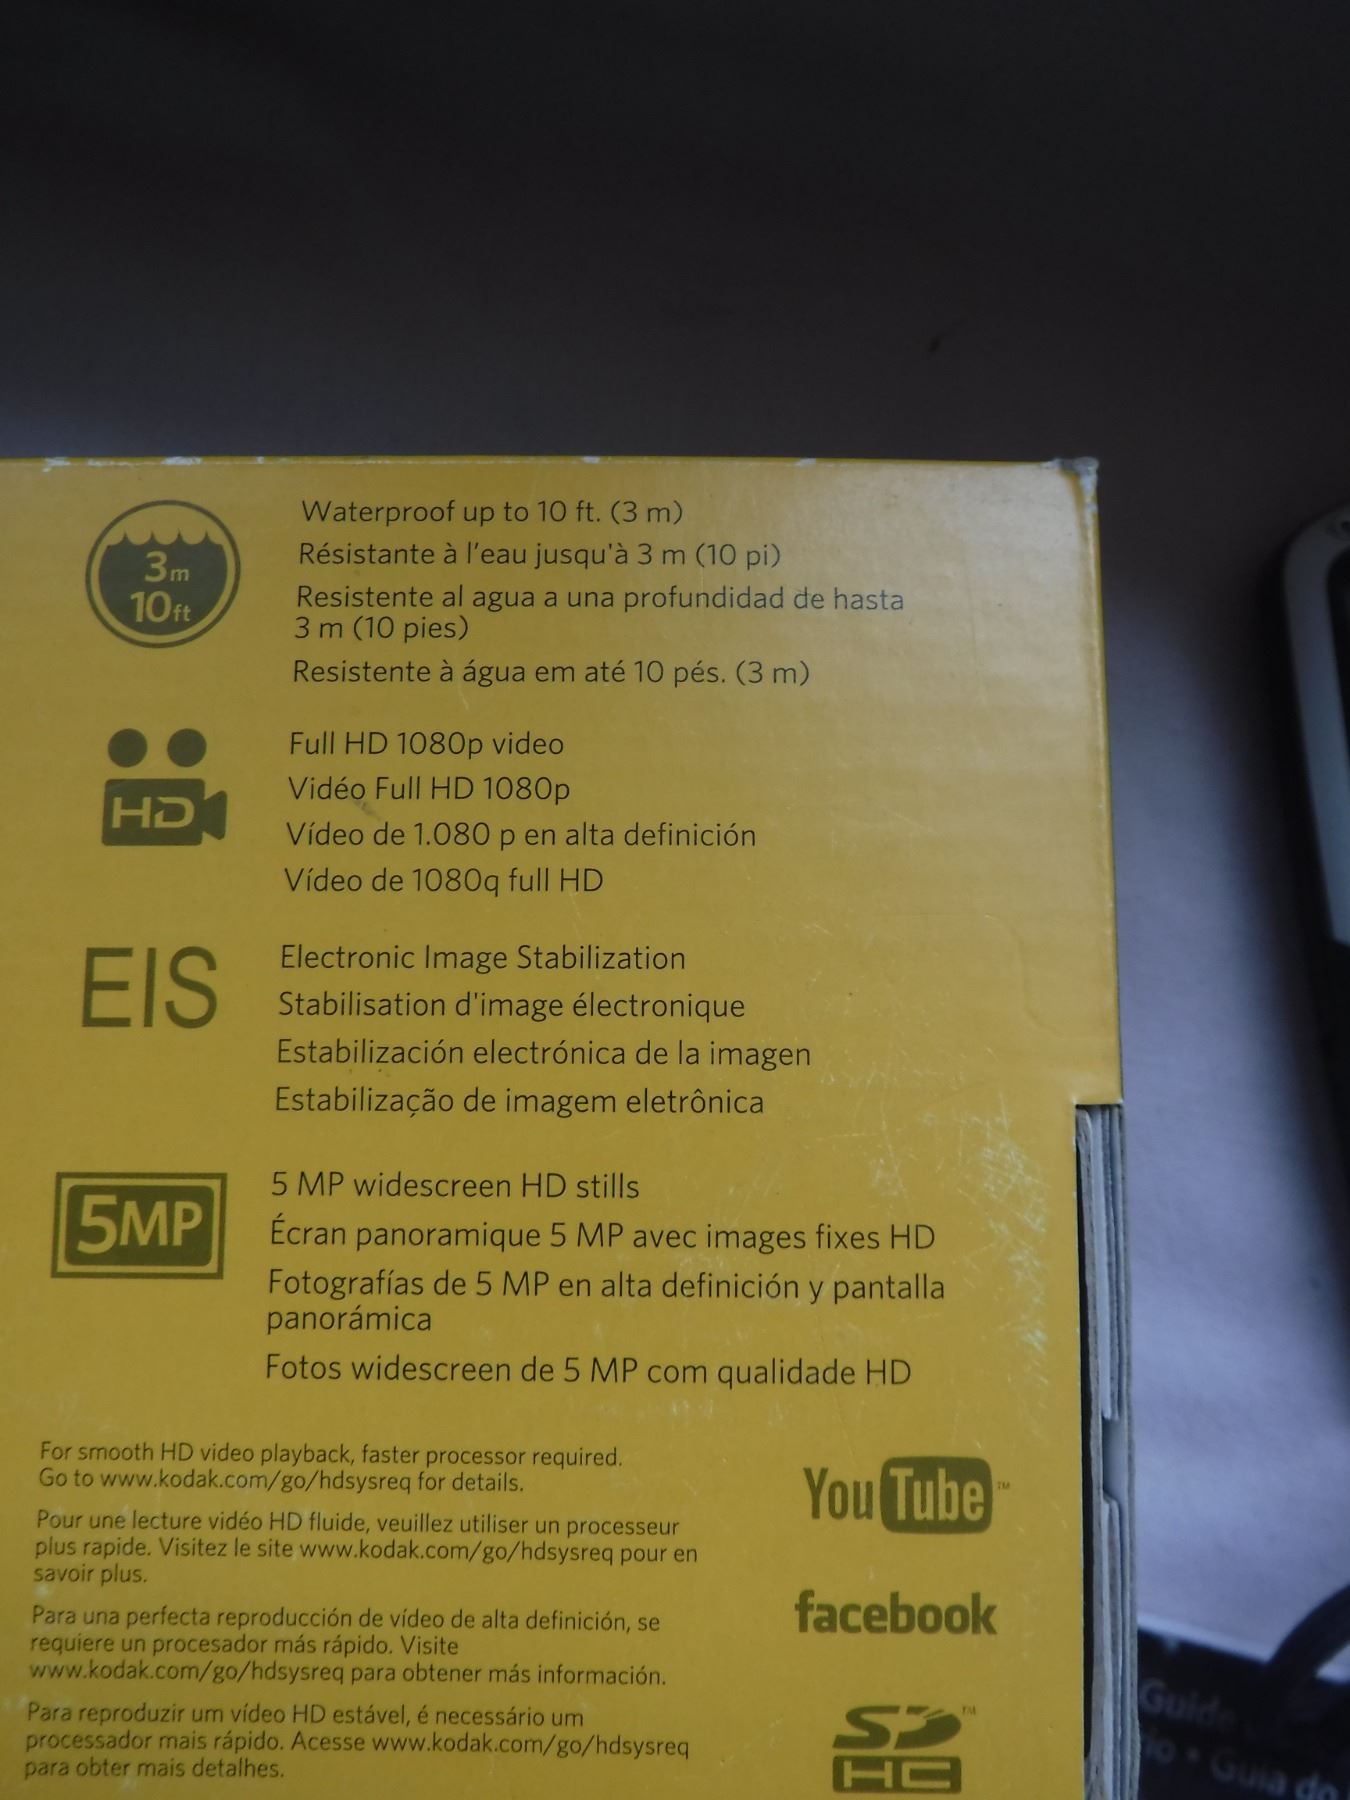 3m
10ft
Waterproof up to 10 ft. (3 m)
Résistante à l'eau jusqu'à 3 m (10 pi)
Resistente al agua a una profundidad de hasta
3 m (10 pies)
Resistente à água em até 10 pés. (3 m)
HD
Full HD 1080p video
Vidéo Full HD 1080p
Vídeo de 1.080 p en alta definición
Vídeo de 1080q full HD
EIS
Electronic Image Stabilization
Stabilisation d'image électronique
Estabilización electrónica de la imagen
Estabilização de imagem eletrônica
5MP
5 MP widescreen HD stills
Écran panoramique 5 MP avec images fixes HD
Fotografías de 5 MP en alta definición y pantalla
panorámica
Fotos widescreen de 5 MP com qualidade HD
For smooth HD video playback, faster processor required.
Go to www.kodak.com/go/hdsysreq for details.
Pour une lecture vidéo HD fluide, veuillez utiliser un processeur
plus rapide. Visitez le site www.kodak.com/go/hdsysreq pour en
savoir plus.
Para una perfecta reproducción de vídeo de alta definición, se
requiere un procesador más rápido. Visite
www.kodak.com/go/hdsysreq para obtener más información.
Para reproduzir um vídeo HD estável, é necessário um
processador mais rápido. Acesse www.kodak.com/go/hdsysreq
para obter mais detalhes.
YouTube™
facebook
SD™
HC
Guide
Guia do